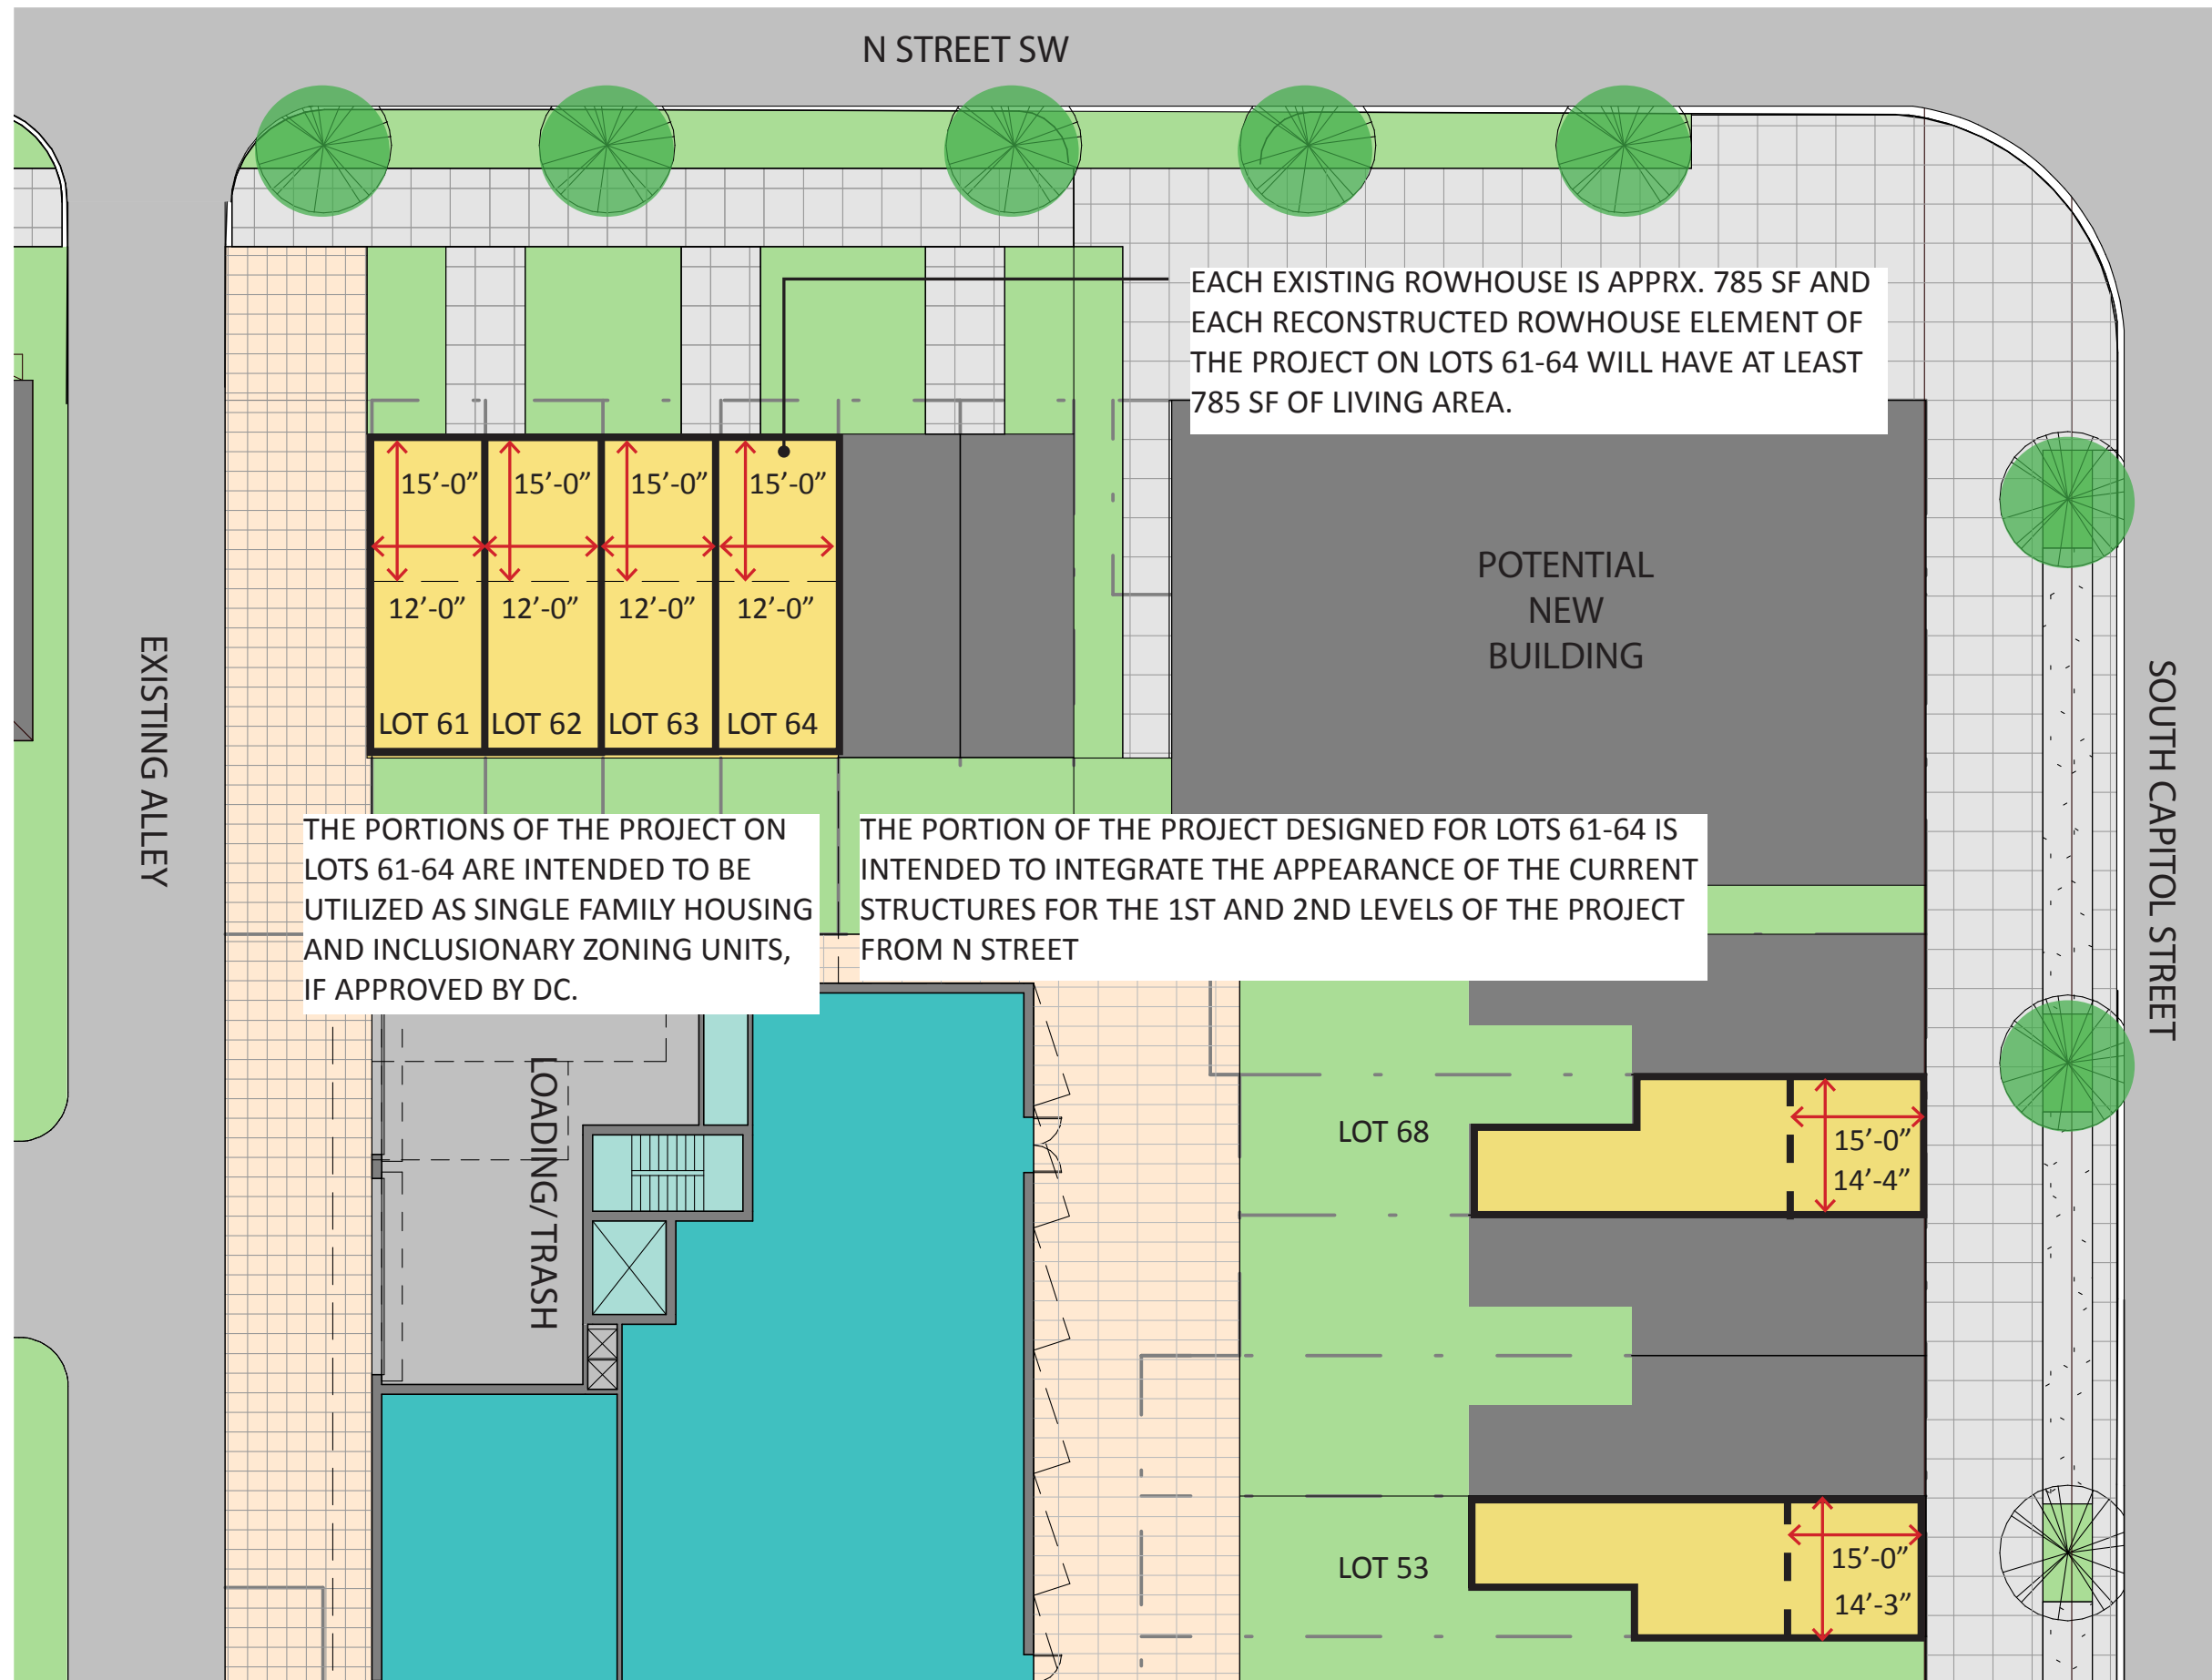 N STREET SW
EACH EXISTING ROWHOUSE IS APPRX. 785 SF AND
EACH RECONSTRUCTED ROWHOUSE ELEMENT OF
THE PROJECT ON LOTS 61-64 WILL HAVE AT LEAST
785 SF OF LIVING AREA.
15’-0” 15’-0” 15’-0” 15’-0”
12’-0” 12’-0” 12’-0” 12’-0”
LOT 61 LOT 62 LOT 63 LOT 64
POTENTIAL
NEW
BUILDING
EXISTING ALLEY
SOUTH CAPITOL STREET
THE PORTIONS OF THE PROJECT ON
LOTS 61-64 ARE INTENDED TO BE
UTILIZED AS SINGLE FAMILY HOUSING
AND INCLUSIONARY ZONING UNITS,
IF APPROVED BY DC.
THE PORTION OF THE PROJECT DESIGNED FOR LOTS 61-64 IS
INTENDED TO INTEGRATE THE APPEARANCE OF THE CURRENT
STRUCTURES FOR THE 1ST AND 2ND LEVELS OF THE PROJECT
FROM N STREET
LOADING/ TRASH
LOT 68
15’-0”
14’-4”
LOT 53
15’-0”
14’-3”